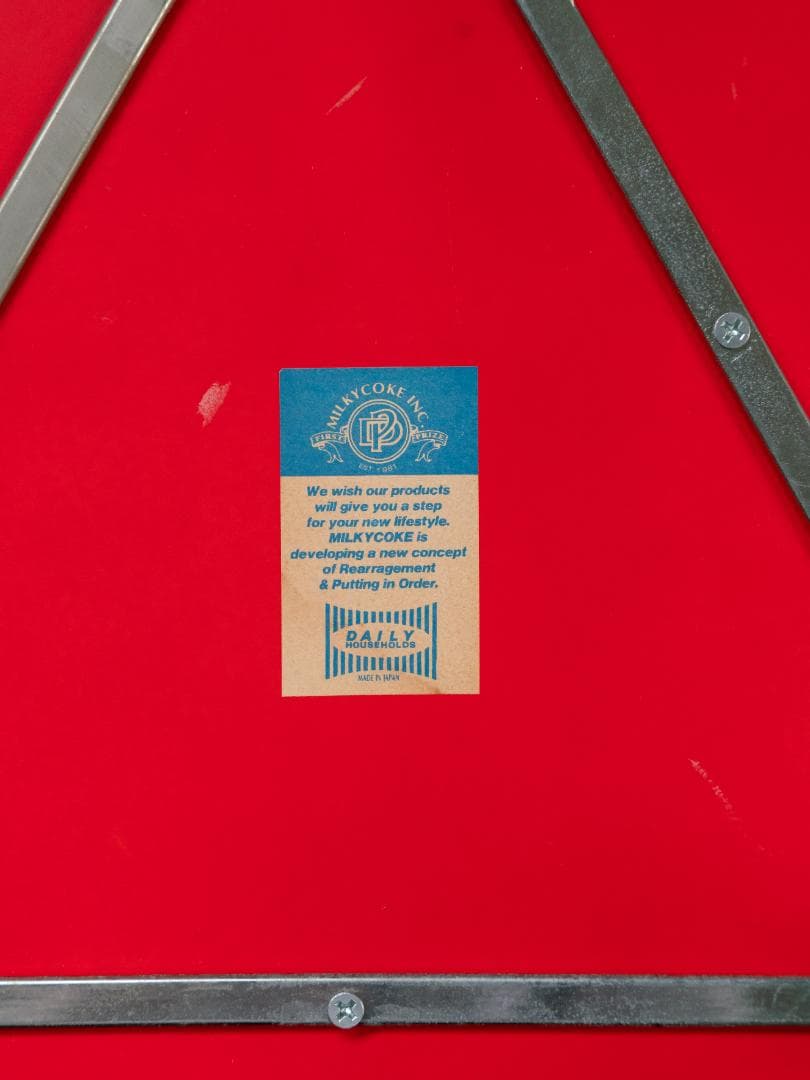 MILKYCOKE INC.
FIRST PRIZE
EST. 1981
We wish our products
will give you a step
for your new lifestyle.
MILKYCOKE is
developing a new concept
of Rearragement
& Putting in Order.
DAILY
HOUSEHOLDS
MADE IN JAPAN